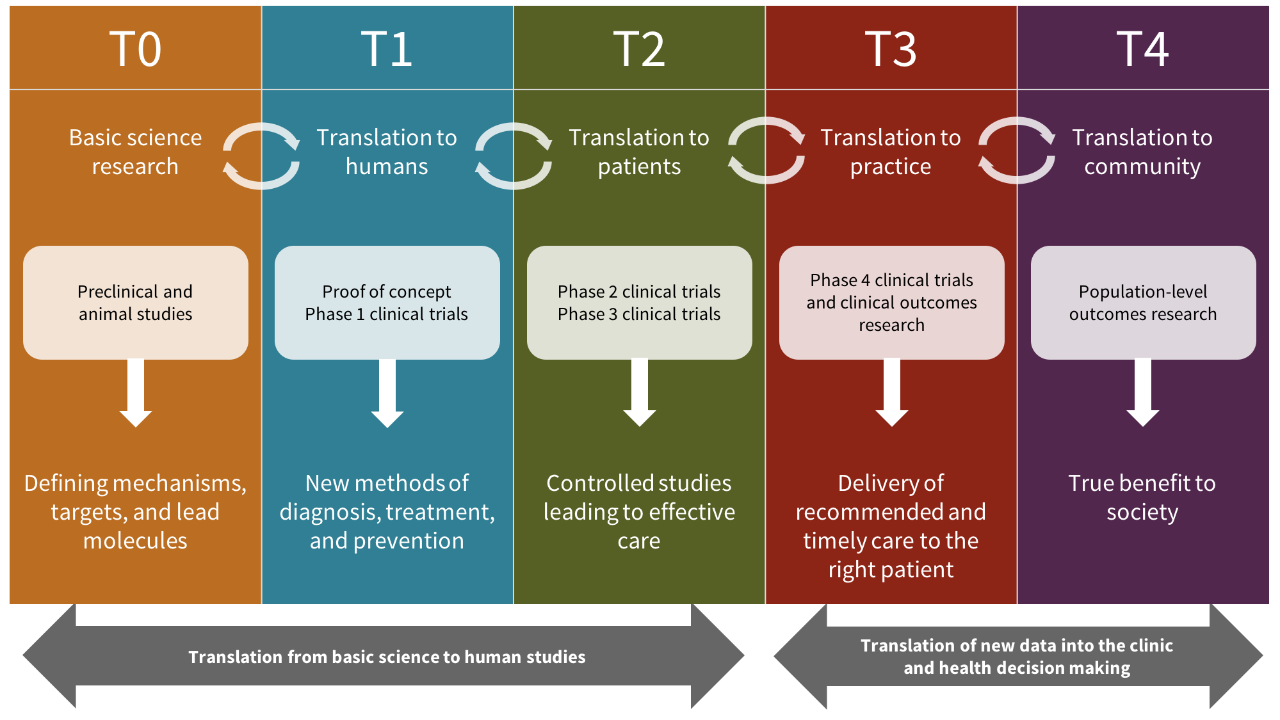 T0
T1
T2
T3
T4
Basic science
research
Translation to
humans
Translation to
patients
Translation to
practice
Translation to
community
Preclinical and
animal studies
Proof of concept
Phase 1 clinical trials
Phase 2 clinical trials
Phase 3 clinical trials
Phase 4 clinical trials
and clinical outcomes
research
Population-level
outcomes research
Defining mechanisms,
targets, and lead
molecules
New methods of
diagnosis, treatment,
and prevention
Controlled studies
leading to effective
care
Delivery of
recommended and
timely care to the
right patient
True benefit to
society
Translation from basic science to human studies
Translation of new data into the clinic
and health decision making